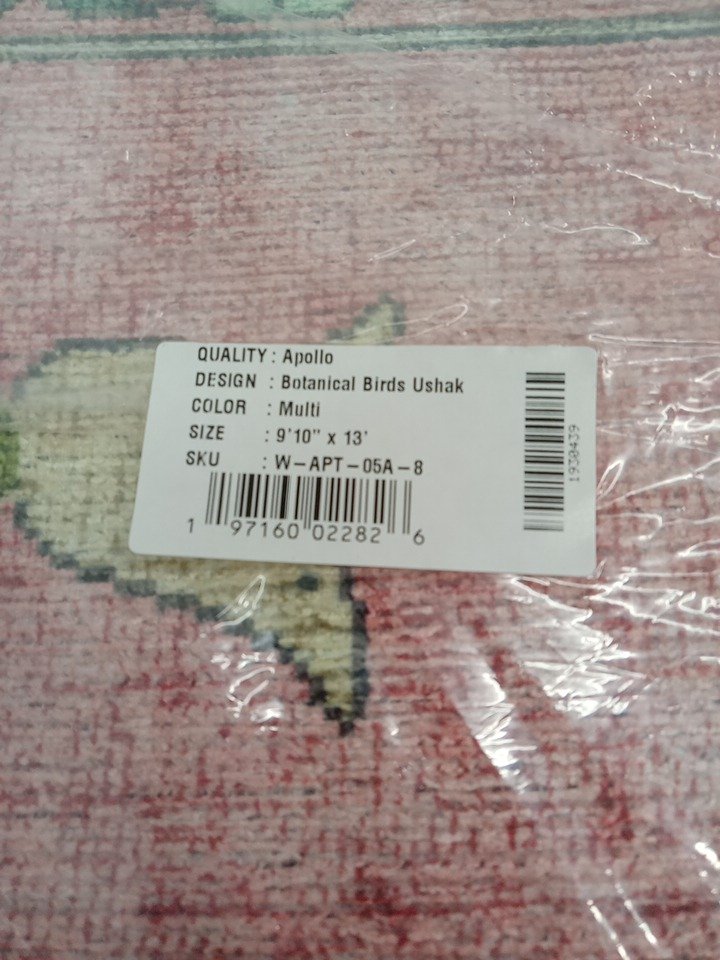 QUALITY : Apollo
DESIGN : Botanical Birds Ushak
COLOR : Multi
SIZE : 9'10" x 13'
SKU : W-APT-05A-8
1 97160 02282 6
1930439